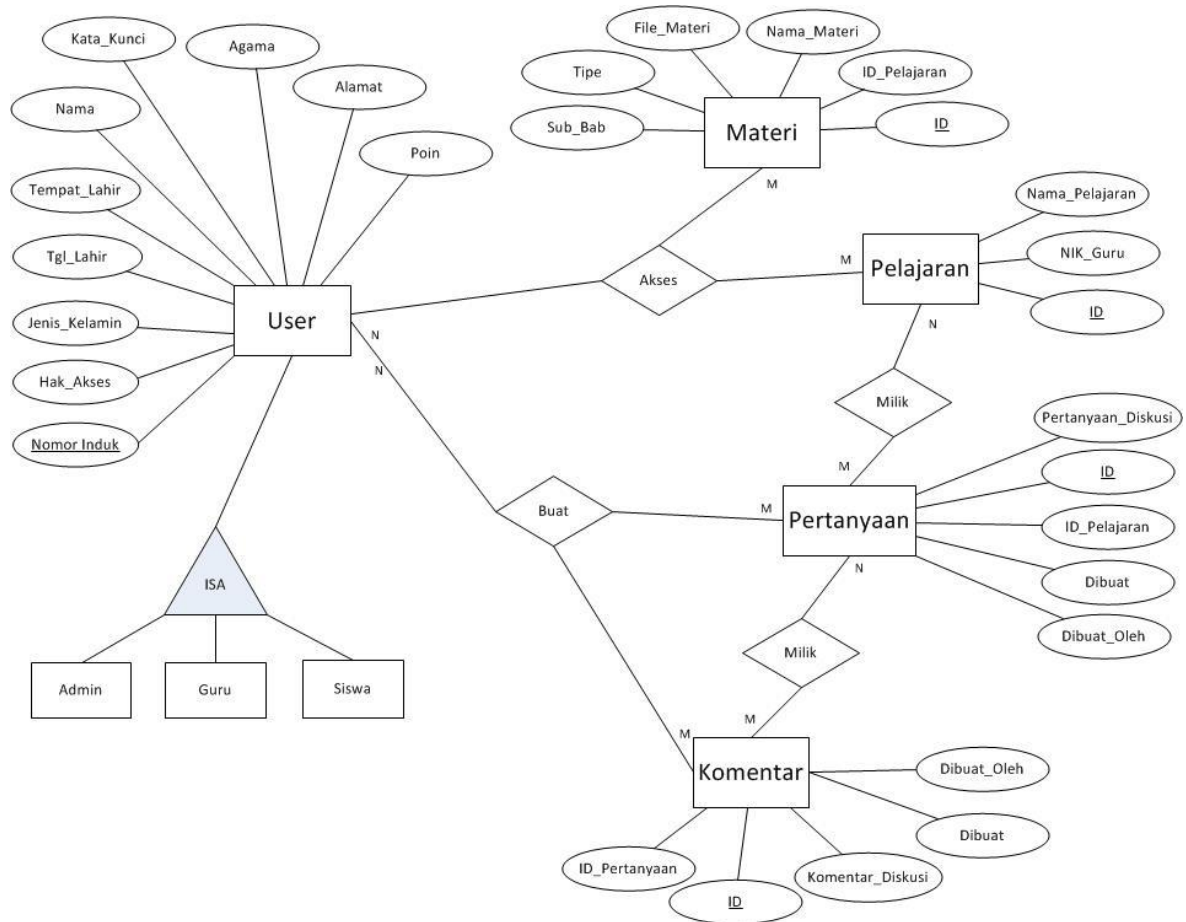 Kata_Kunci
Agama
Alamat
Nama
Poin
Tempat_Lahir
Tgl_Lahir
Jenis_Kelamin
Hak_Akses
Nomor Induk
User
N
N
File_Materi
Nama_Materi
Tipe
ID_Pelajaran
Sub_Bab
ID
Materi
M
Akses
M
Pelajaran
Nama_Pelajaran
NIK_Guru
ID
N
Milik
M
Buat
M
Pertanyaan
Pertanyaan_Diskusi
ID
ID_Pelajaran
Dibuat
Dibuat_Oleh
N
Milik
M
M
Komentar
Dibuat_Oleh
Dibuat
ID_Pertanyaan
ID
Komentar_Diskusi
ISA
Admin
Guru
Siswa